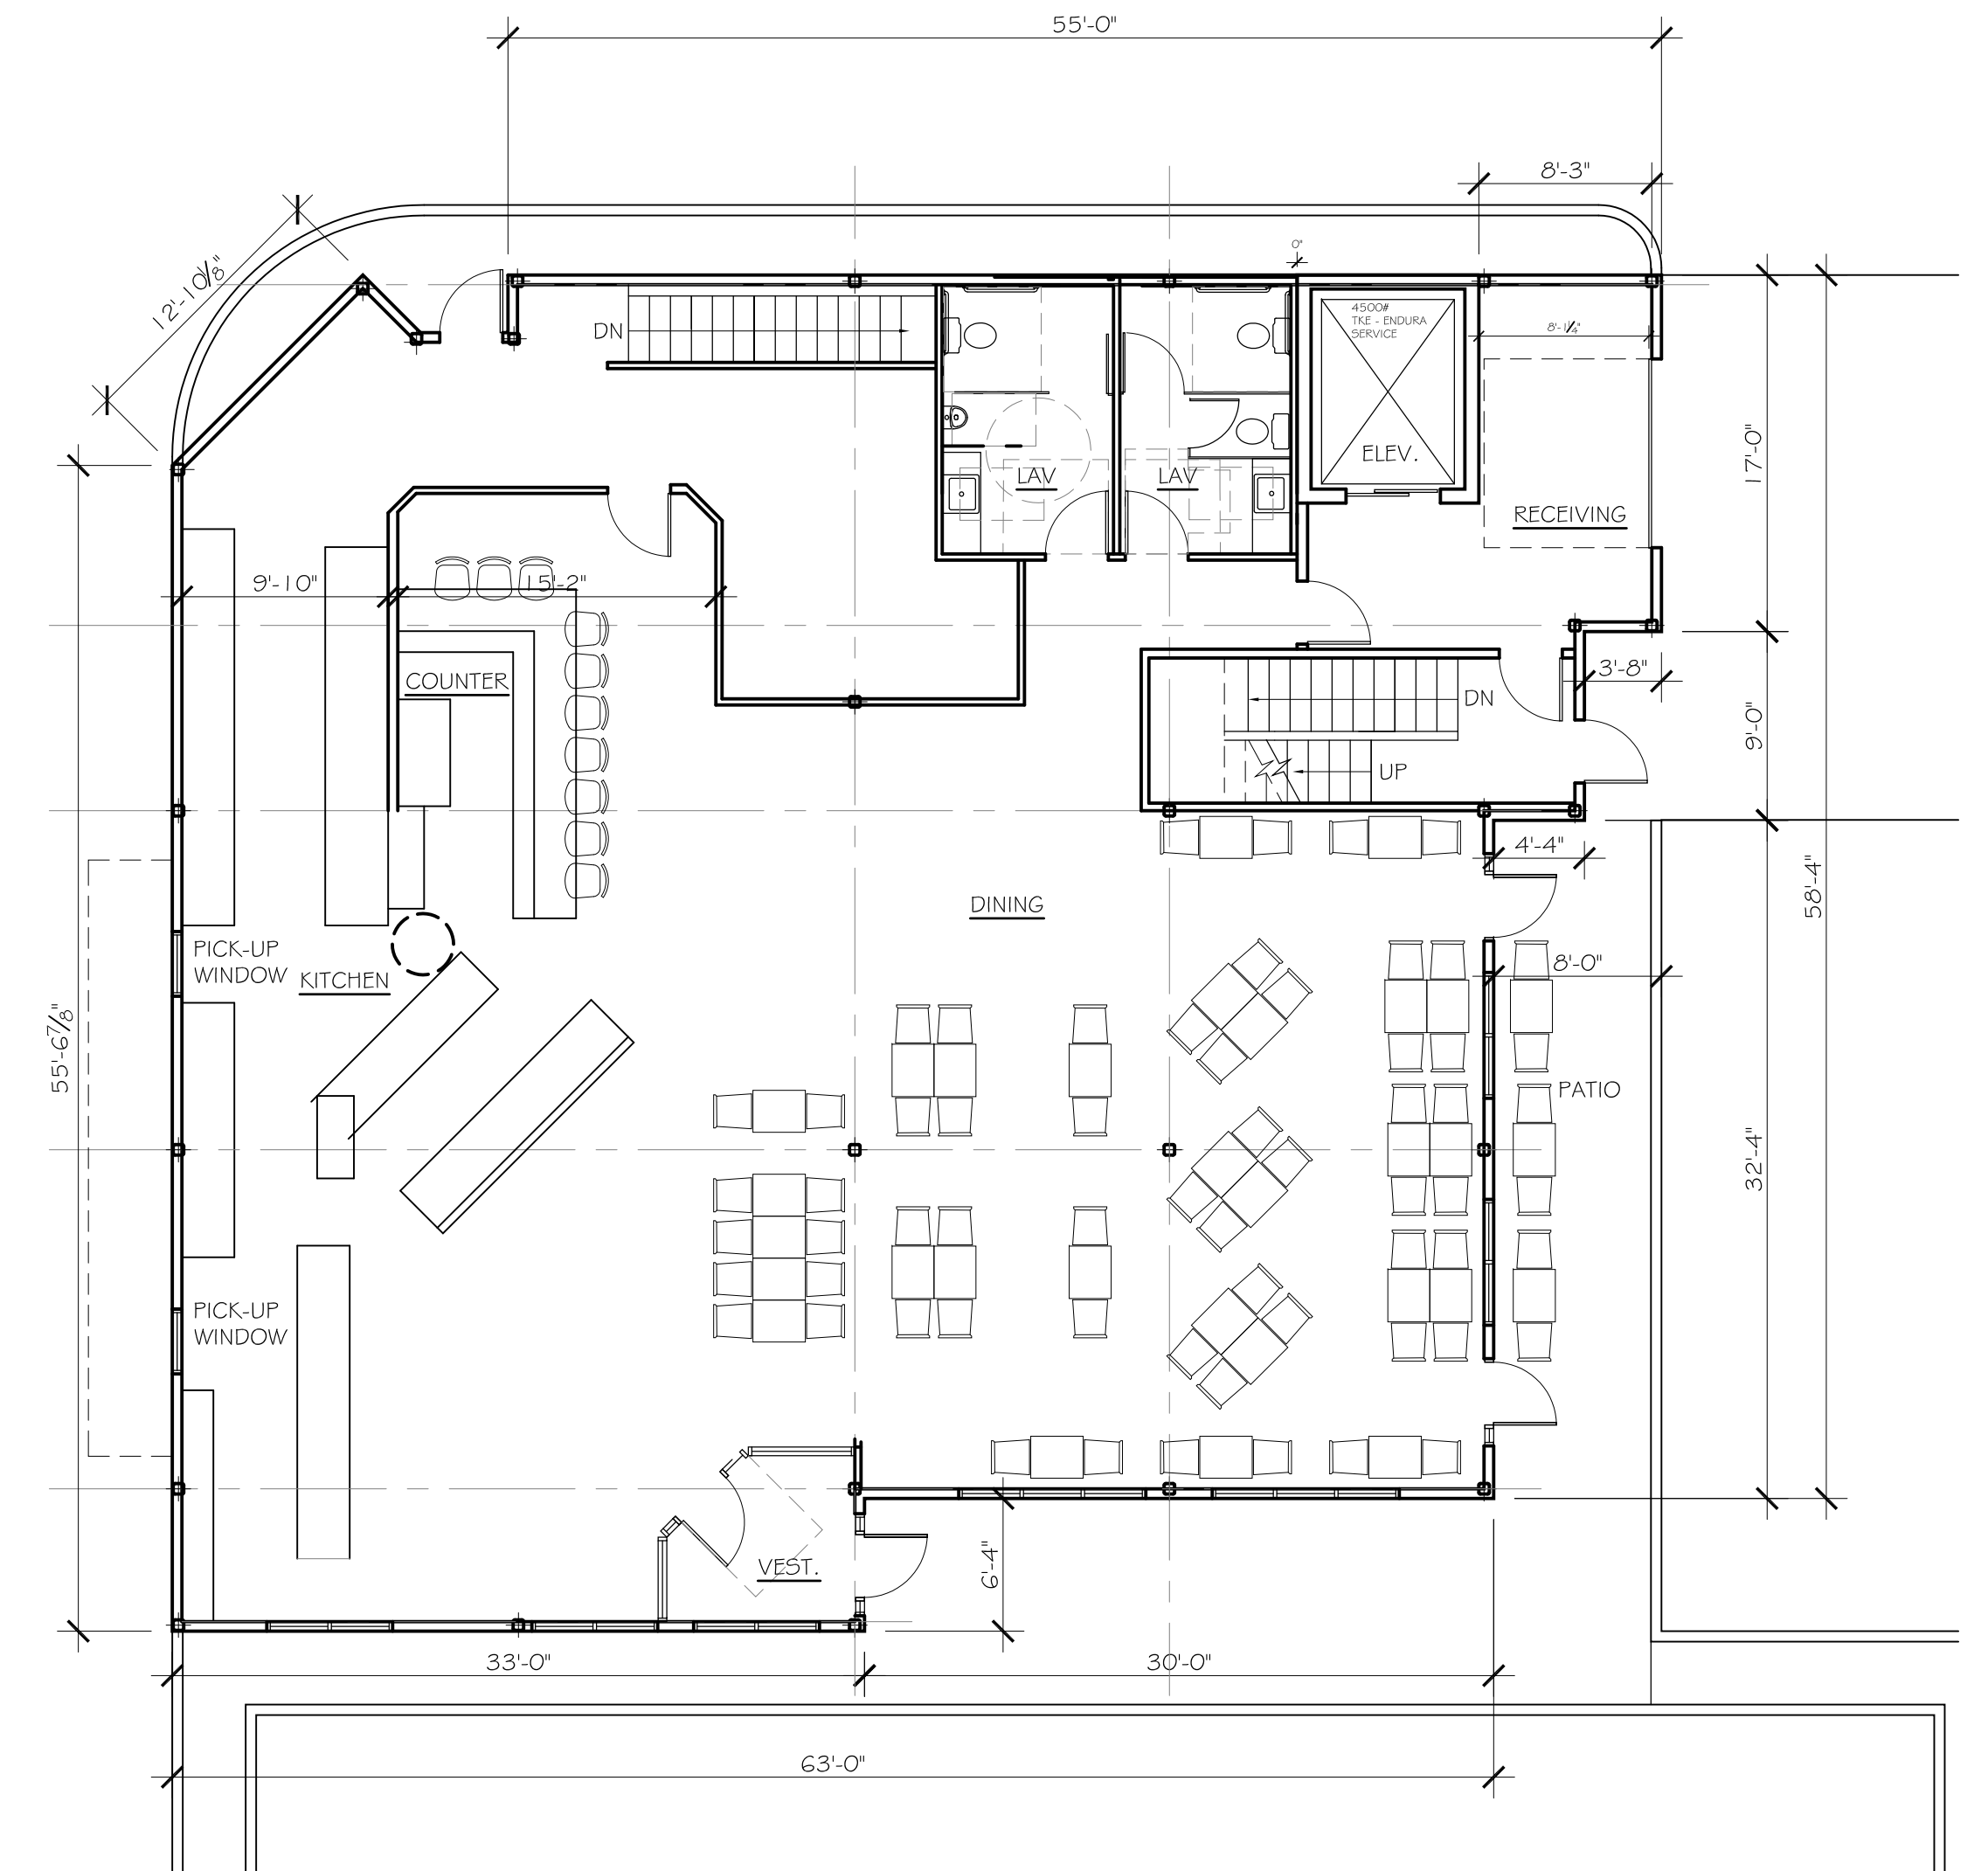 55'-0"
8'-3"
12'-10⅛"
0"
DN
4500#
TKE - ENDURA
SERVICE
8'-1¼"
ELEV.
LAV
LAV
17'-0"
RECEIVING
9'-10"
15'-2"
COUNTER
3'-8"
DN
9'-0"
UP
4'-4"
58'-4"
DINING
PICK-UP
WINDOW
KITCHEN
8'-0"
55'-6⅞"
PATIO
32'-4"
PICK-UP
WINDOW
VEST.
6'-4"
33'-0"
30'-0"
63'-0"